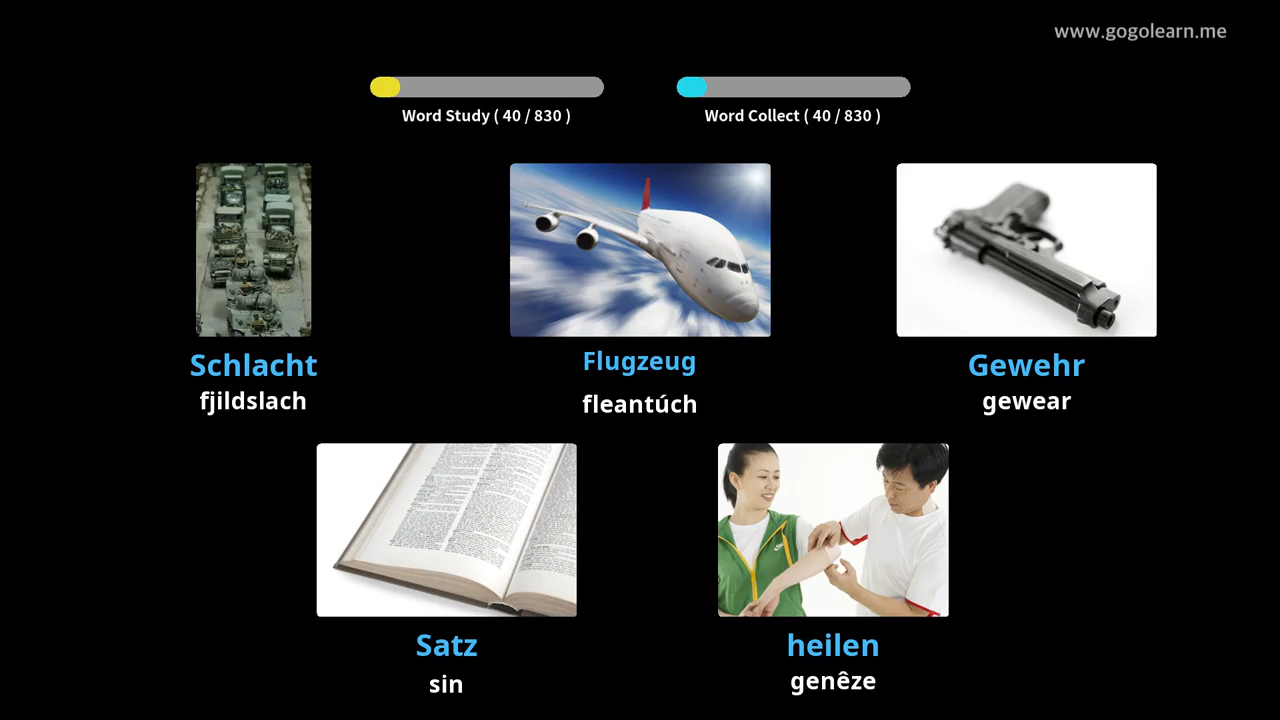 www.gogolearn.me
Word Study ( 40 / 830 )
Word Collect ( 40 / 830 )
Schlacht
fjildslach
Flugzeug
fleantúch
Gewehr
gewear
Satz
sin
heilen
genêze